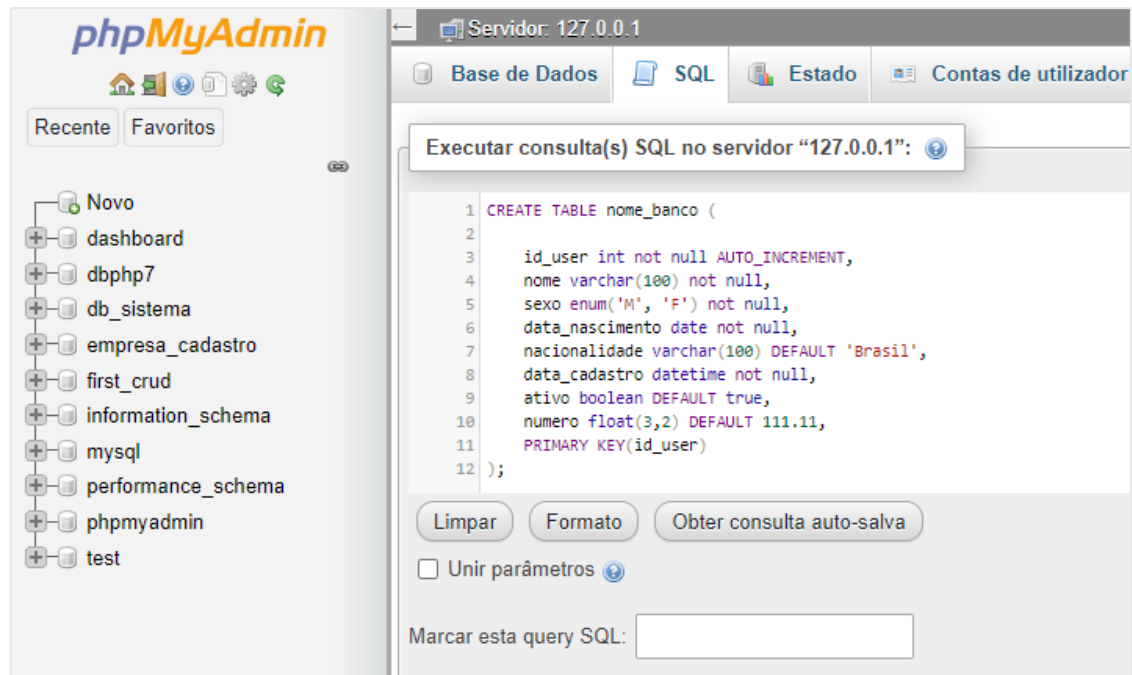 phpMyAdmin
Recente Favoritos
Novo
dashboard
dbphp7
db_sistema
empresa_cadastro
first_crud
information_schema
mysql
performance_schema
phpmyadmin
test
Servidor: 127.0.0.1
Base de Dados SQL Estado Contas de utilizador
Executar consulta(s) SQL no servidor “127.0.0.1”:
1 CREATE TABLE nome_banco (
2
3 id_user int not null AUTO_INCREMENT,
4 nome varchar(100) not null,
5 sexo enum('M', 'F') not null,
6 data_nascimento date not null,
7 nacionalidade varchar(100) DEFAULT 'Brasil',
8 data_cadastro datetime not null,
9 ativo boolean DEFAULT true,
10 numero float(3,2) DEFAULT 111.11,
11 PRIMARY KEY(id_user)
12 );
Limpar Formato Obter consulta auto-salva
Unir parâmetros
Marcar esta query SQL: